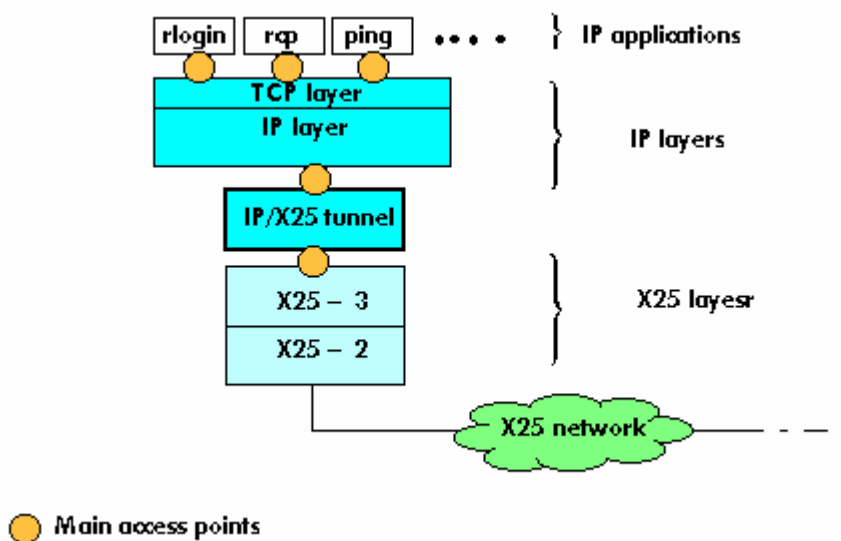 rlogin rcp ping •••• } IP applications
TCP layer
IP layer
IP layers
IP/X25 tunnel
X25 – 3
X25 layesr
X25 – 2
X25 network
Main access points